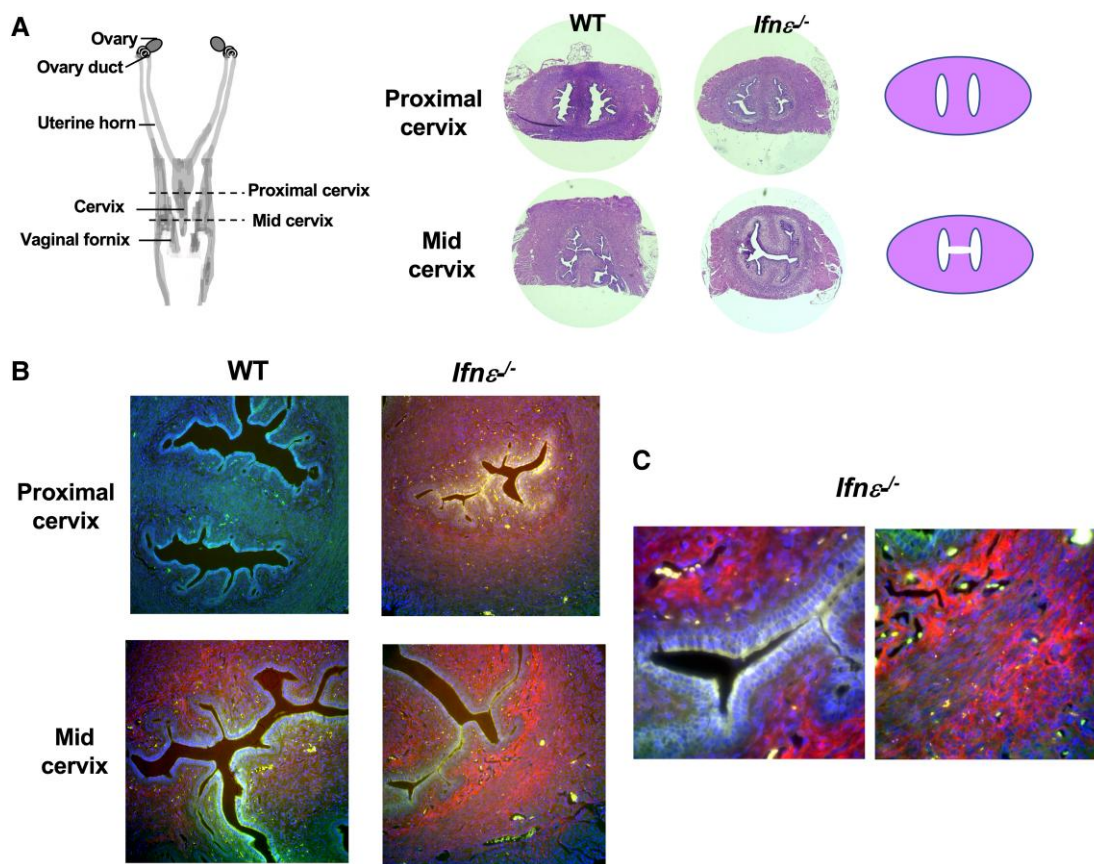 A
Ovary
Ovary duct
Uterine horn
Proximal cervix
Cervix
Mid cervix
Vaginal fornix
WT
Ifnε-/-
Proximal
cervix
Mid
cervix
B
WT
Ifnε-/-
Proximal
cervix
Mid
cervix
C
Ifnε-/-